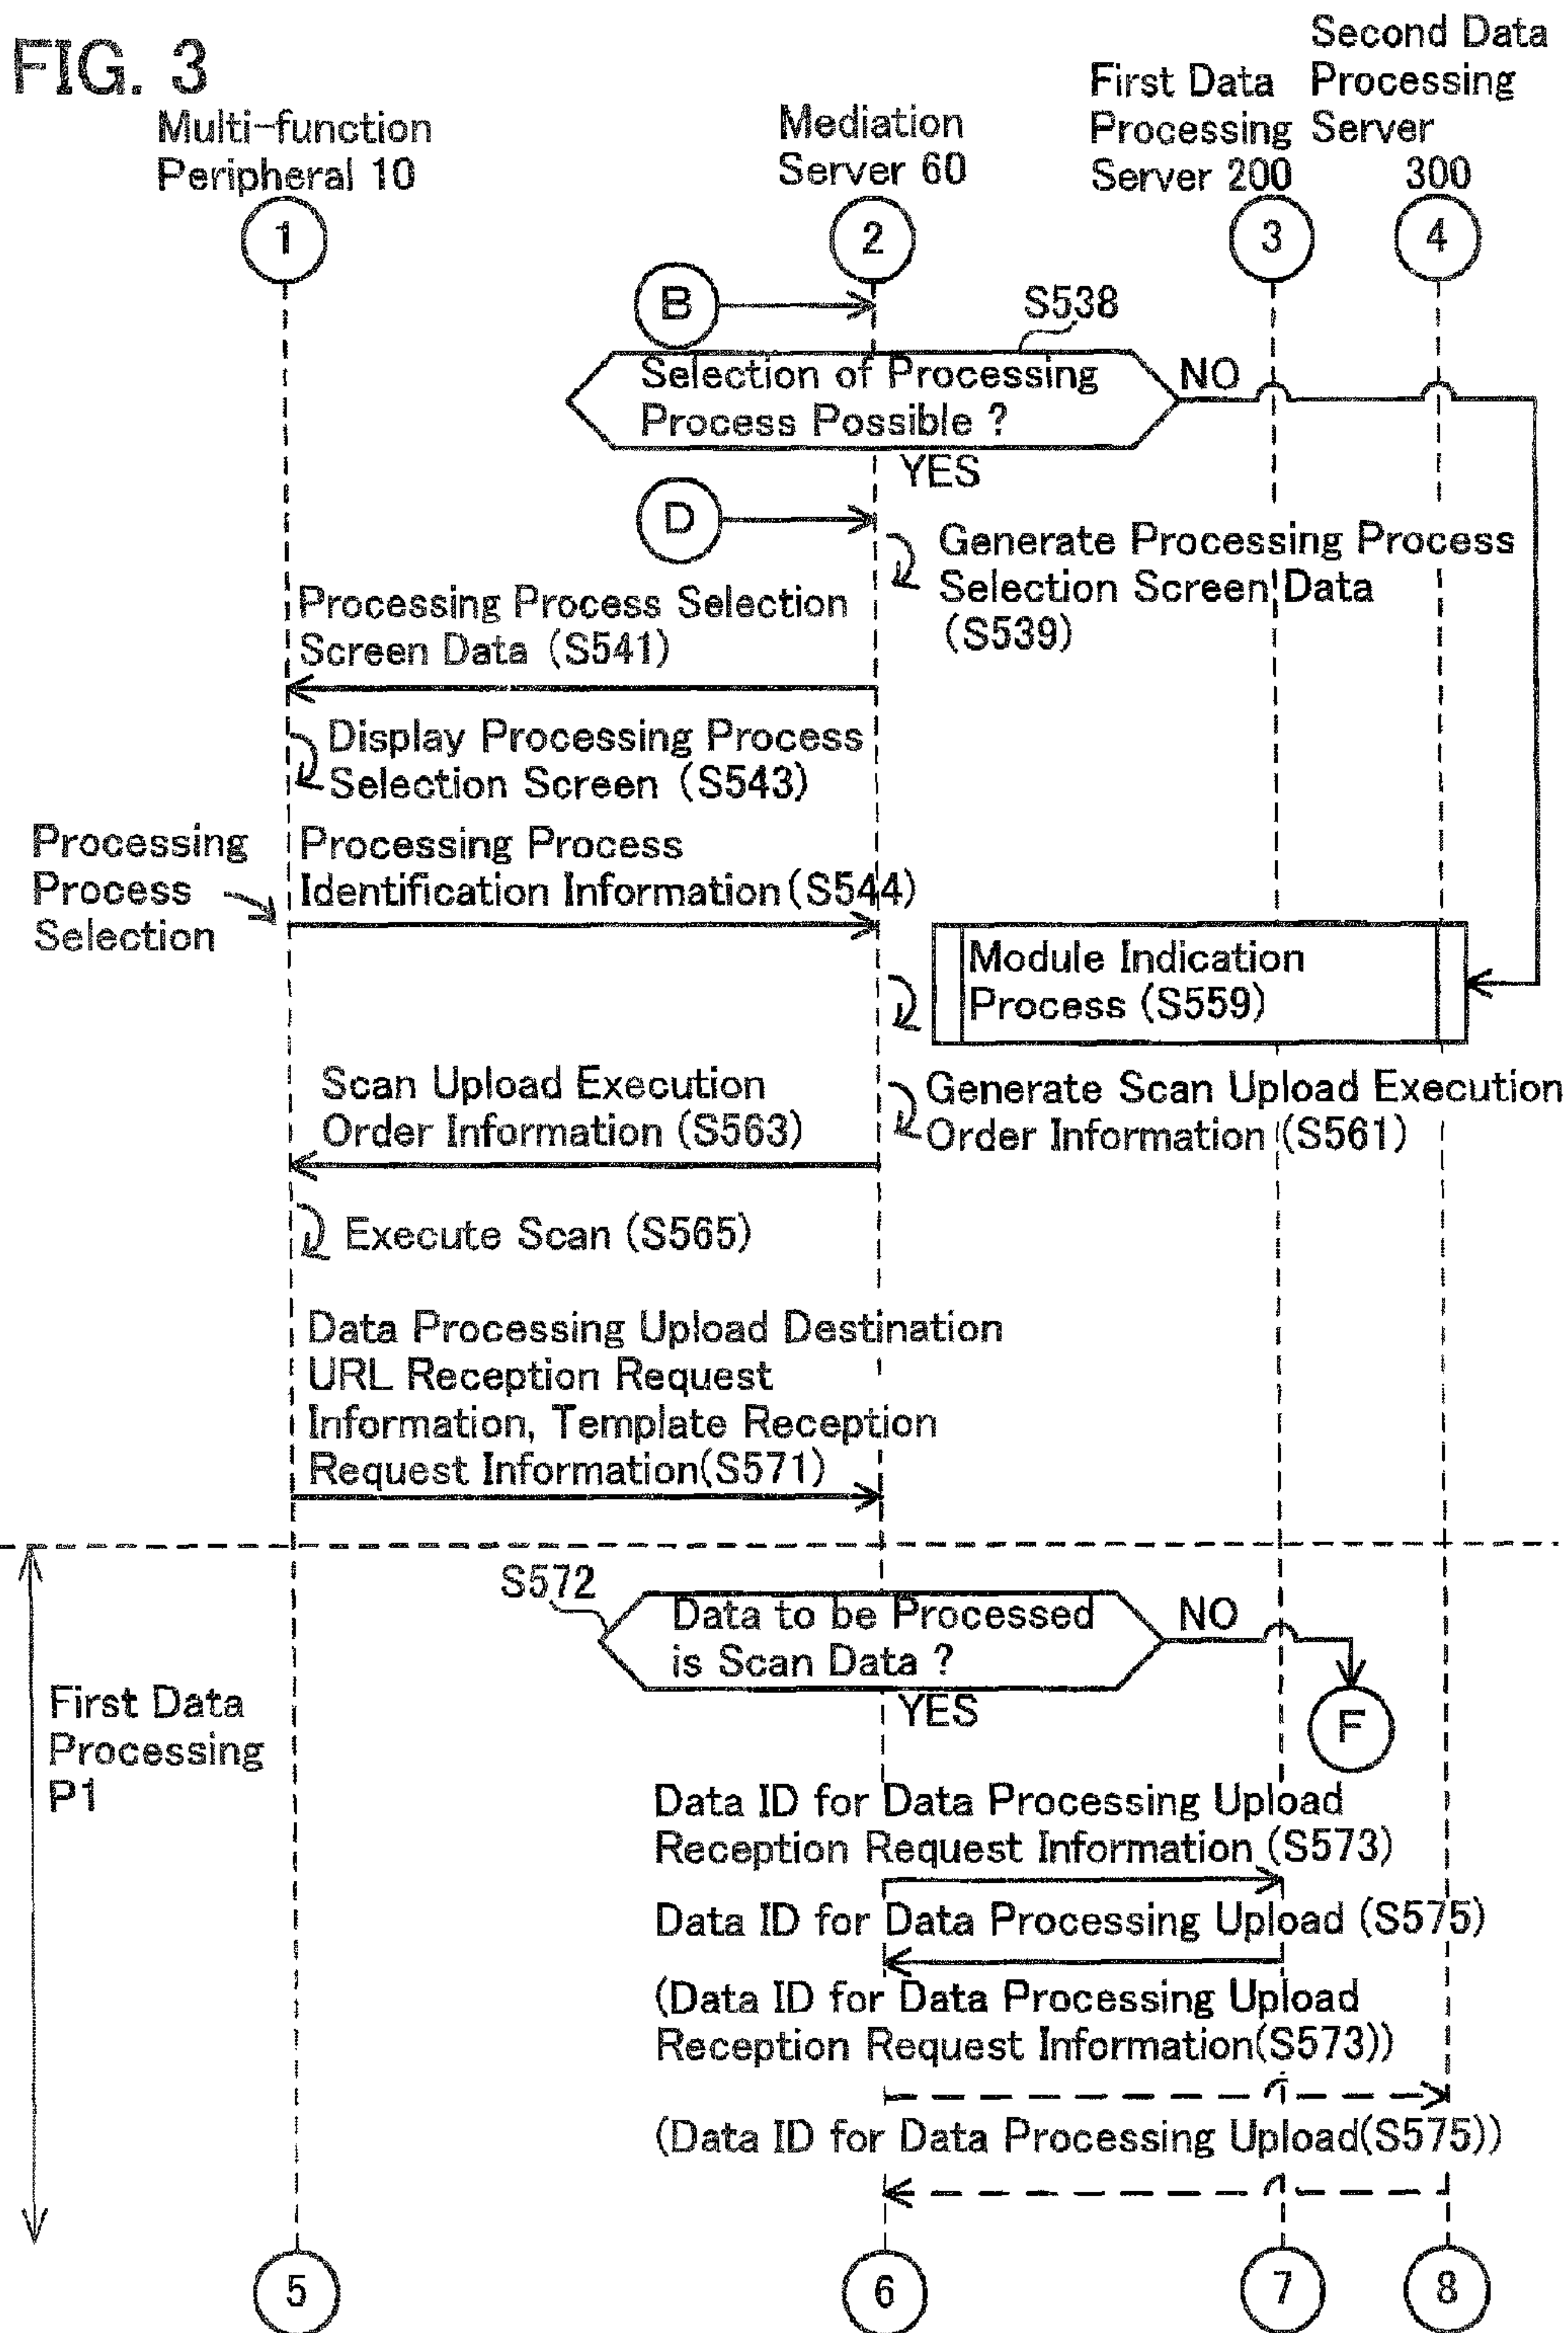 FIG. 3
Multi-function
Peripheral 10
Mediation
Server 60
First Data
Processing
Server 200
Second Data
Processing
Server
300
1
2
3
4
B
S538
Selection of Processing
Process Possible ?
NO
YES
D
Generate Processing Process
Selection Screen Data
(S539)
Processing Process Selection
Screen Data (S541)
Display Processing Process
Selection Screen (S543)
Processing
Process
Selection
Processing Process
Identification Information(S544)
Module Indication
Process (S559)
Generate Scan Upload Execution
Order Information (S561)
Scan Upload Execution
Order Information (S563)
Execute Scan (S565)
Data Processing Upload Destination
URL Reception Request
Information, Template Reception
Request Information(S571)
First Data
Processing
P1
S572
Data to be Processed
is Scan Data ?
NO
YES
F
Data ID for Data Processing Upload
Reception Request Information (S573)
Data ID for Data Processing Upload (S575)
(Data ID for Data Processing Upload
Reception Request Information(S573))
(Data ID for Data Processing Upload(S575))
5
6
7
8